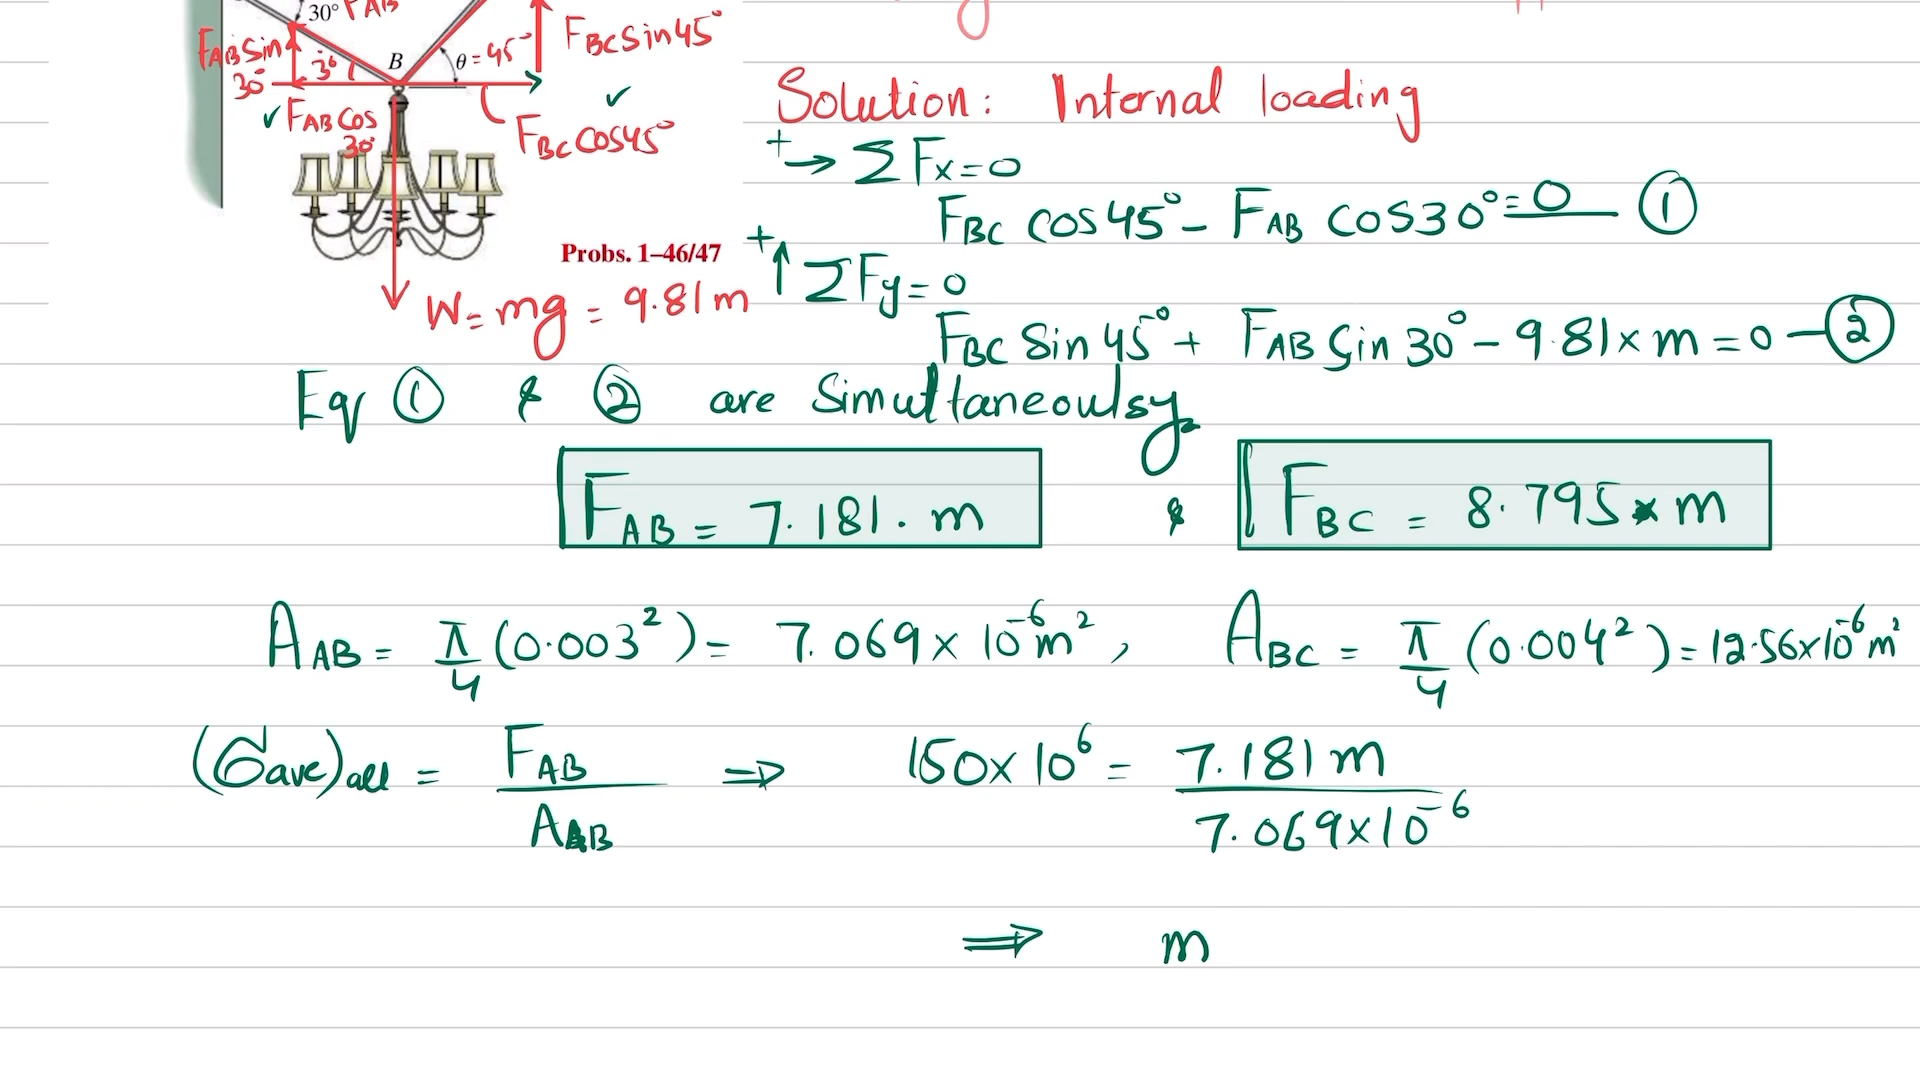 30° FAB
FAB Sin 30°
30
B
θ = 45°
FBC Sin 45°
✓ FAB Cos 30°
✓
FBC Cos 45°
Probs. 1–46/47
W = mg = 9.81 m
Solution: Internal loading
+→ ΣFx = 0
FBC cos 45° - FAB cos 30° = 0 — ①
+↑ ΣFy = 0
FBC Sin 45° + FAB Sin 30° - 9.81 × m = 0 — ②
Eq ① & ② are Simultaneoulsy
FAB = 7.181 . m & FBC = 8.795 * m
AAB = π/4 (0.003²) = 7.069 × 10⁻⁶ m² , ABC = π/4 (0.004²) = 12.56 × 10⁻⁶ m²
(σave)all = FAB / AAB ⇒ 150 × 10⁶ = 7.181 m / 7.069 × 10⁻⁶
⇒ m